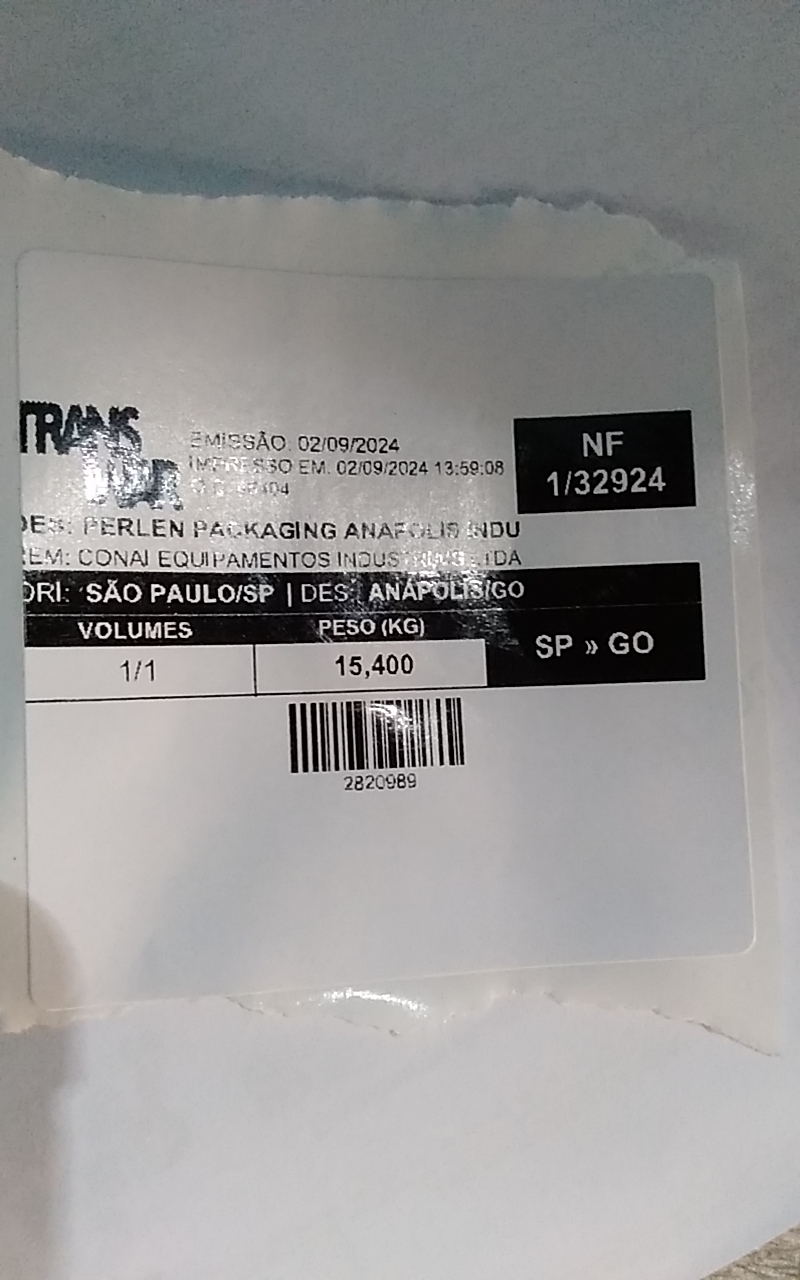 TRANS
EMISSÃO: 02/09/2024
IMPRESSO EM: 02/09/2024 13:59:08
NF
1/32924
DES: PERLEN PACKAGING ANAPOLIS INDU
REM: CONAI EQUIPAMENTOS INDUSTRIAIS LTDA
ORI: SÃO PAULO/SP | DES: ANÁPOLIS/GO
VOLUMES PESO (KG)
SP » GO
1/1 15,400
2820989